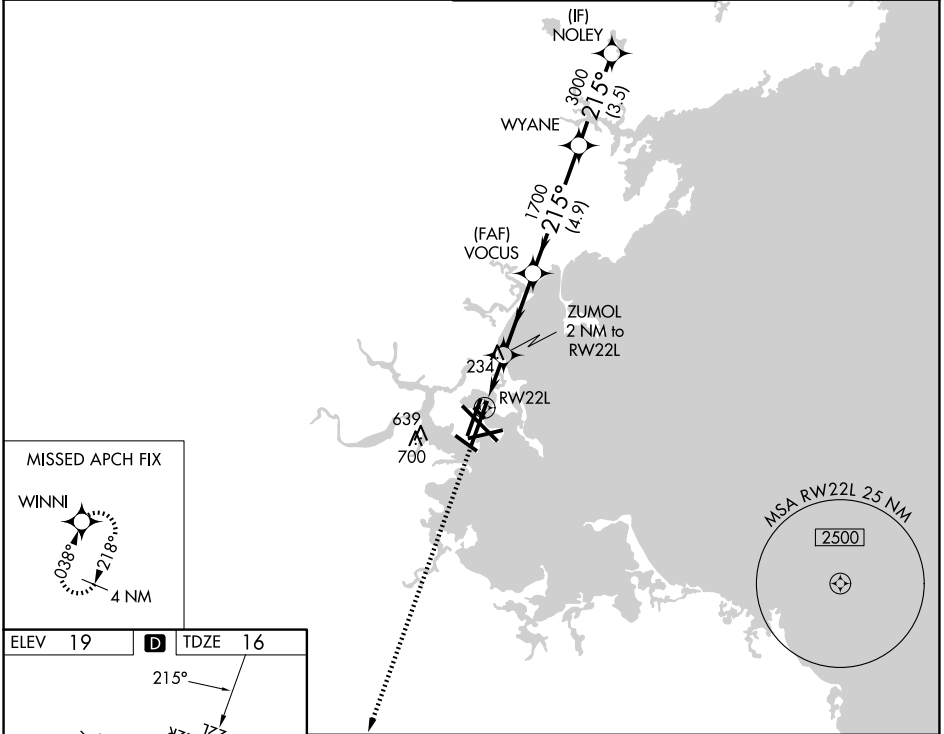 (IF)
NOLEY
3000
215°
(3.5)
WYANE
1700
215°
(4.9)
(FAF)
VOCUS
ZUMOL
2 NM to
RW22L
234
RW22L
639
700
MISSED APCH FIX
WINNI
038°
218°
4 NM
MSA RW22L 25 NM
2500
ELEV 19 D TDZE 16
215°
22L